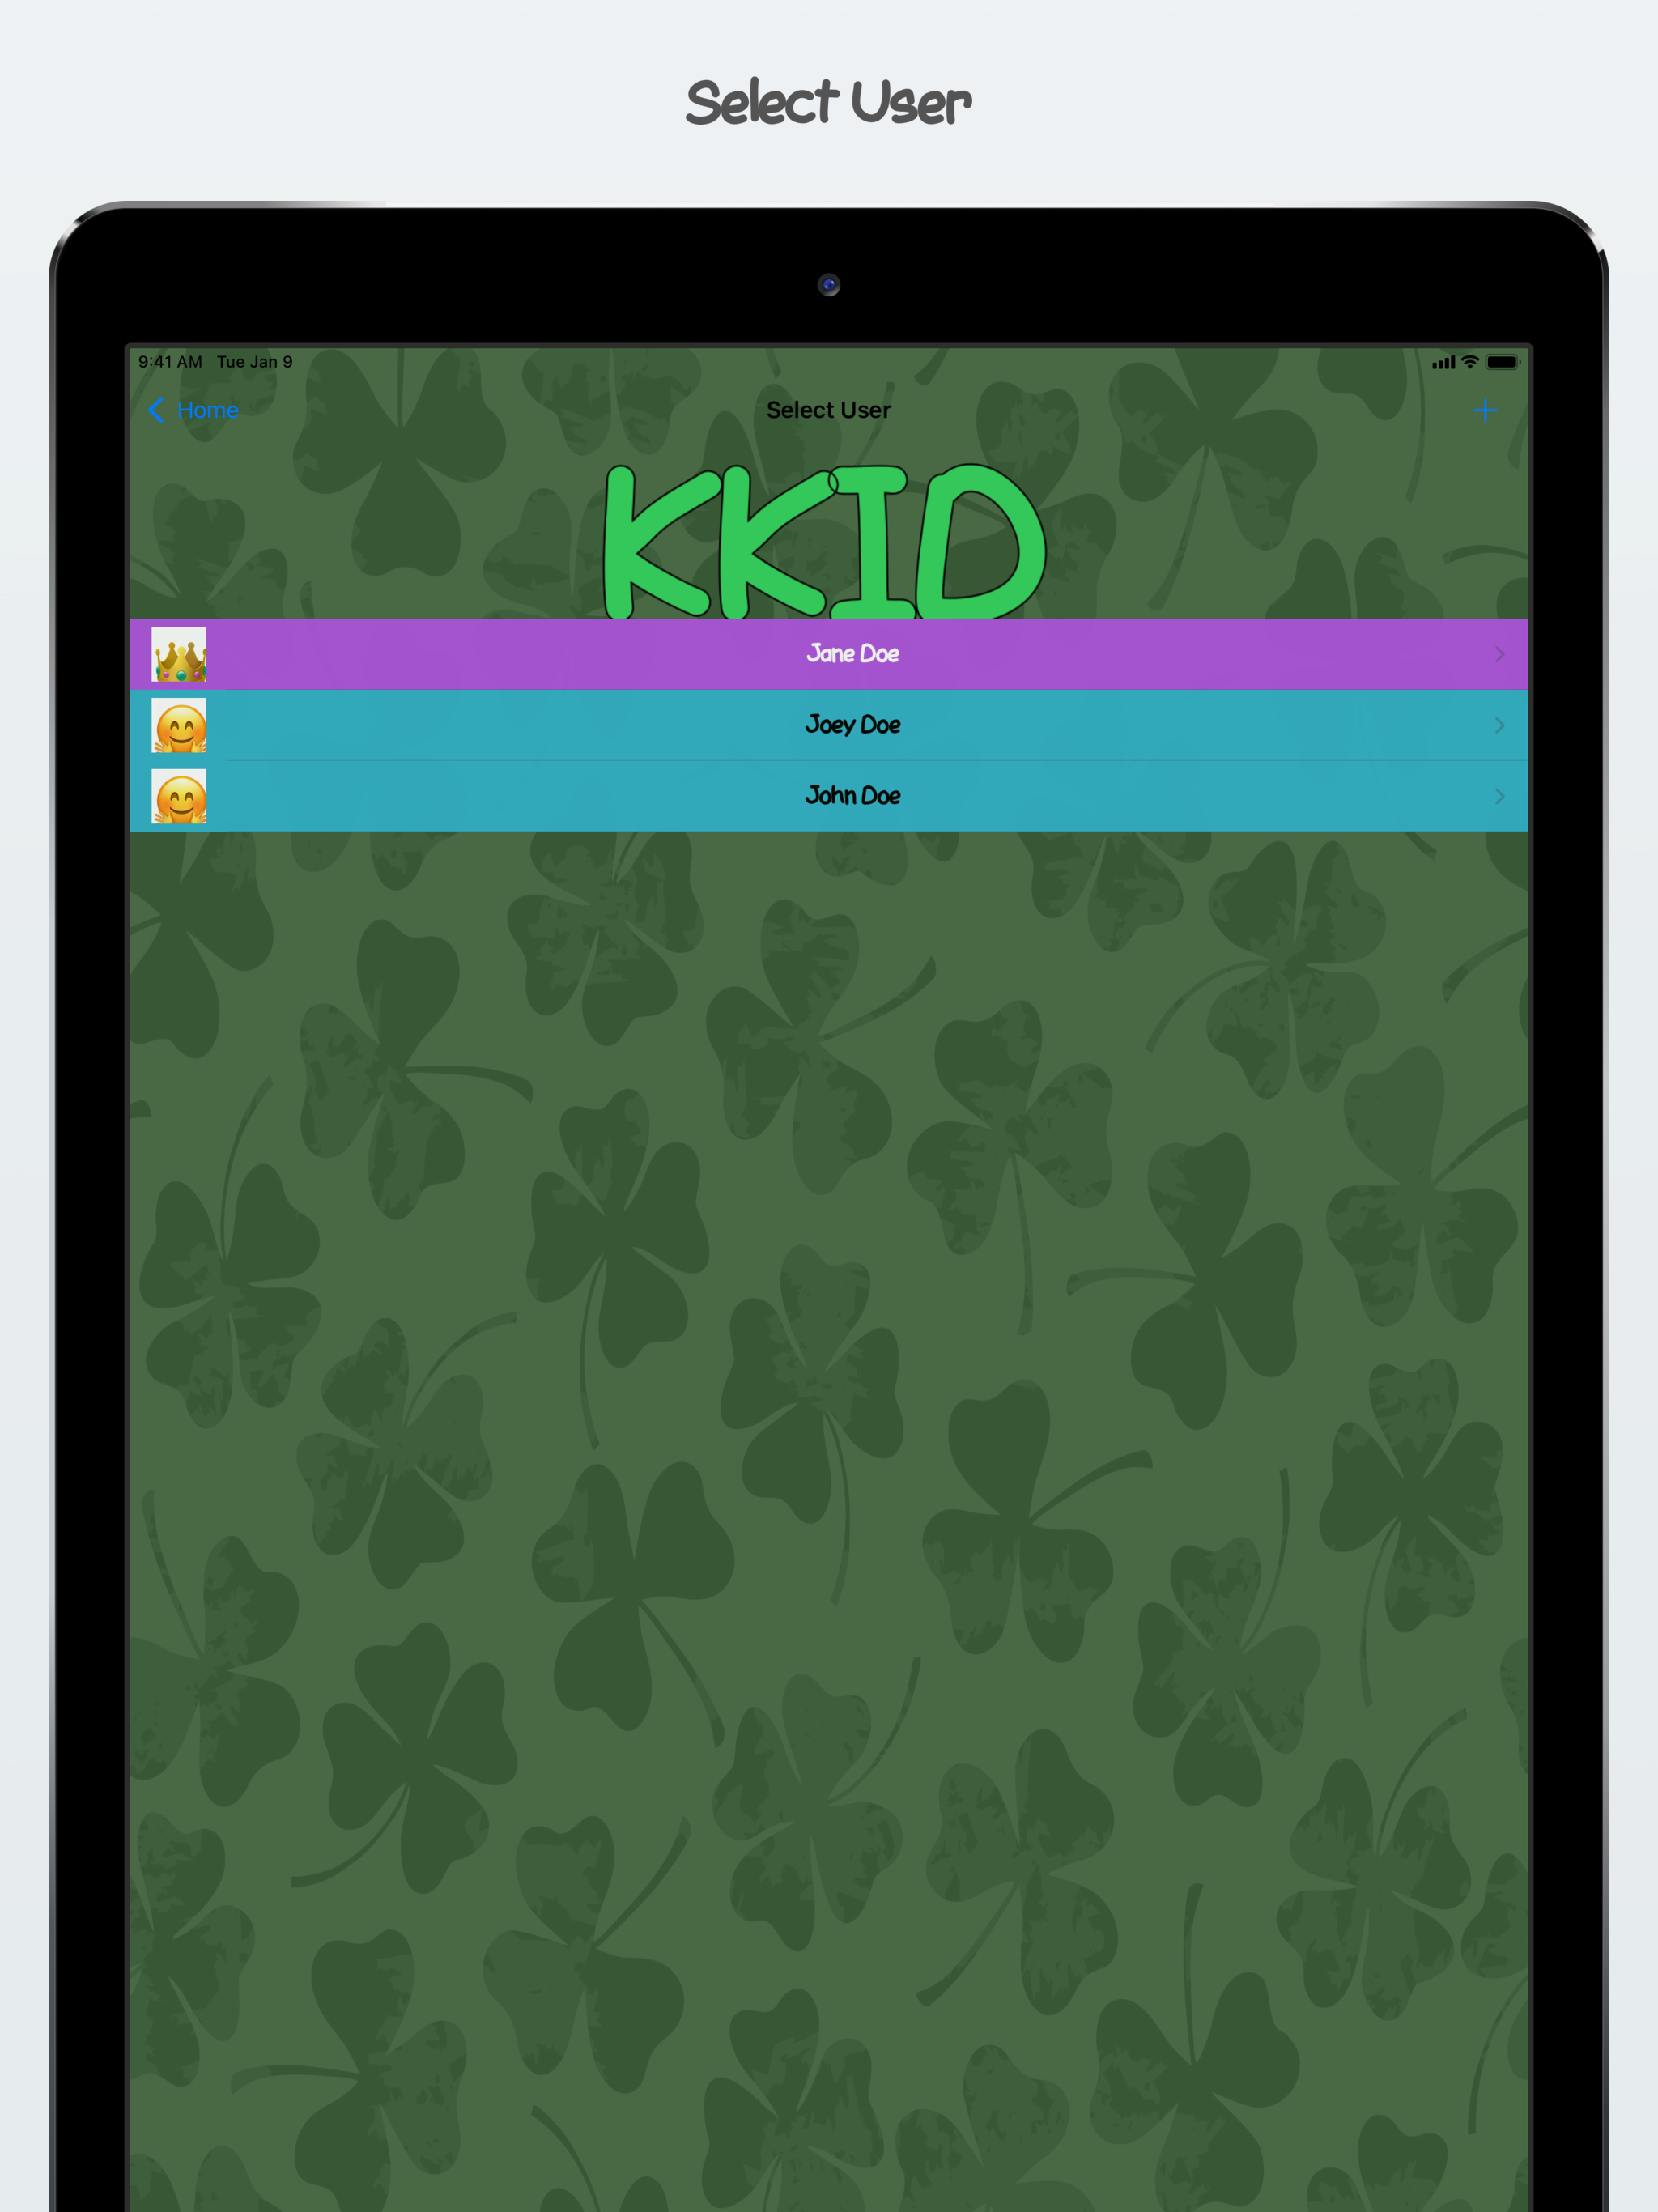 Select User
9:41 AM Tue Jan 9
Home
Select User
KKID
Jane Doe
Joey Doe
John Doe